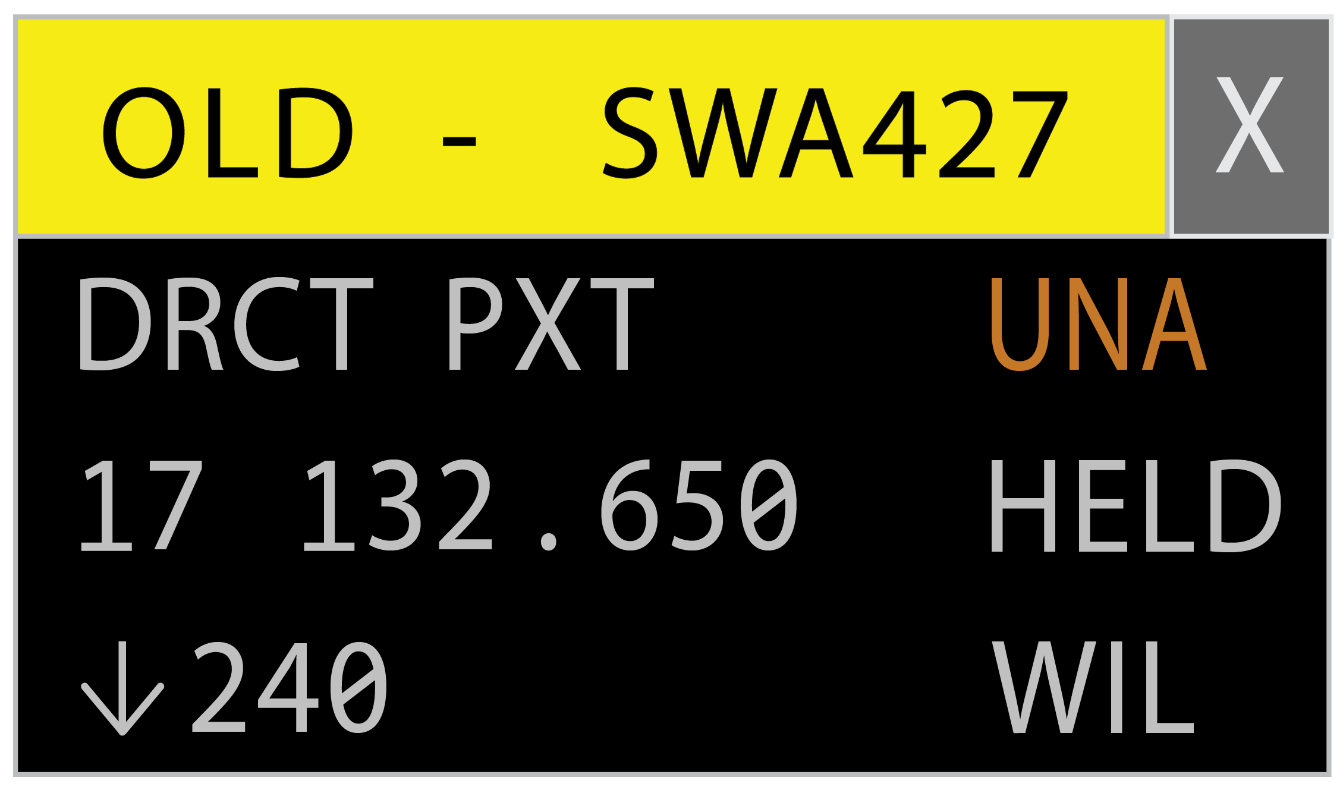 OLD - SWA427 X
DRCT PXT UNA
17 132.650 HELD
↓240 WIL